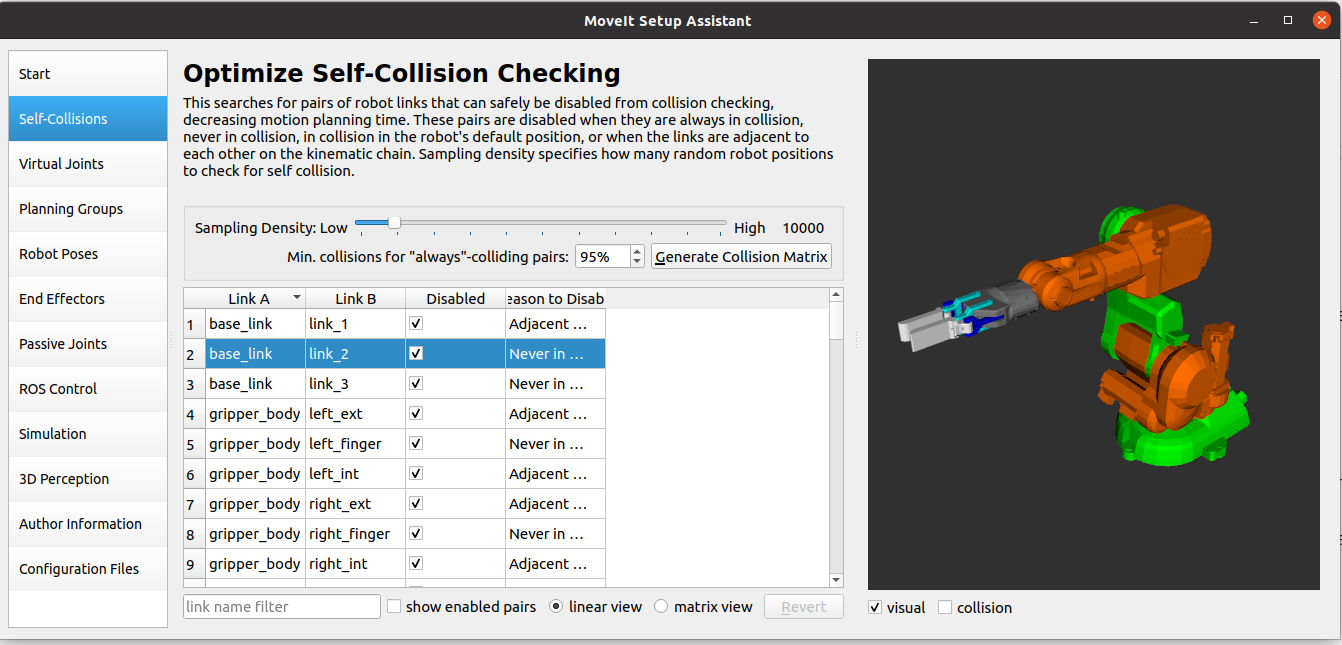 MoveIt Setup Assistant
Start
Self-Collisions
Virtual Joints
Planning Groups
Robot Poses
End Effectors
Passive Joints
ROS Control
Simulation
3D Perception
Author Information
Configuration Files
Optimize Self-Collision Checking
This searches for pairs of robot links that can safely be disabled from collision checking,
decreasing motion planning time. These pairs are disabled when they are always in collision,
never in collision, in collision in the robot's default position, or when the links are adjacent to
each other on the kinematic chain. Sampling density specifies how many random robot positions
to check for self collision.
Sampling Density: Low High 10000
Min. collisions for "always"-colliding pairs: 95% Generate Collision Matrix
Link A Link B Disabled eason to Disab
1 base_link link_1 Adjacent ...
2 base_link link_2 Never in ...
3 base_link link_3 Never in ...
4 gripper_body left_ext Adjacent ...
5 gripper_body left_finger Never in ...
6 gripper_body left_int Adjacent ...
7 gripper_body right_ext Adjacent ...
8 gripper_body right_finger Never in ...
9 gripper_body right_int Adjacent ...
link name filter show enabled pairs linear view matrix view Revert
visual collision